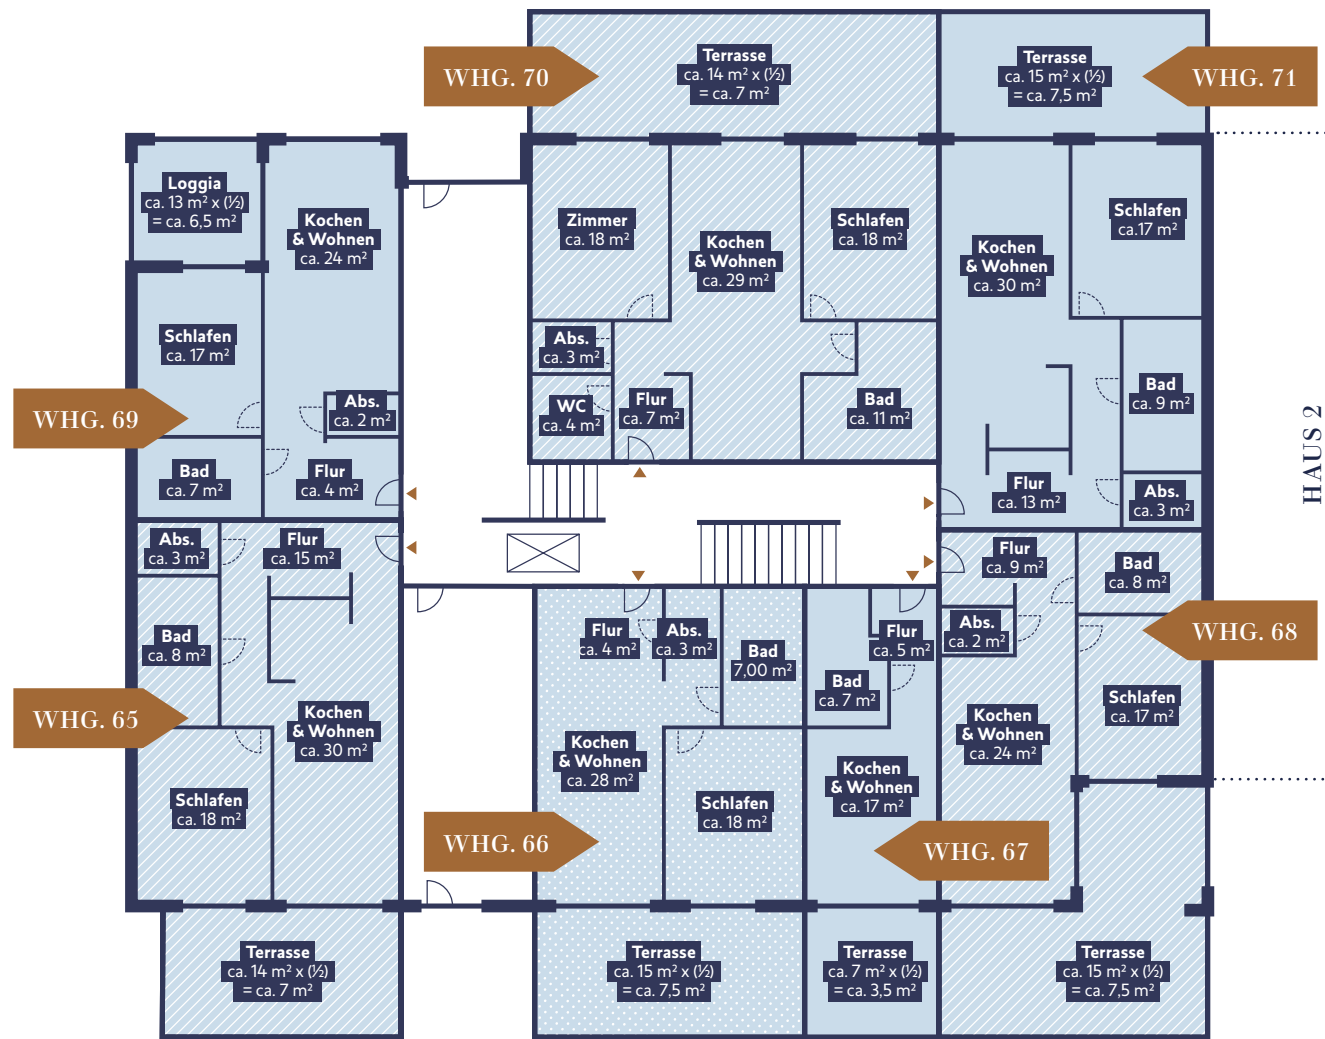 WHG. 70
Terrasse
ca. 14 m² x (½)
= ca. 7 m²
Terrasse
ca. 15 m² x (½)
= ca. 7,5 m²
WHG. 71
Loggia
ca. 13 m² x (½)
= ca. 6,5 m²
Kochen
& Wohnen
ca. 24 m²
Zimmer
ca. 18 m²
Kochen
& Wohnen
ca. 29 m²
Schlafen
ca. 18 m²
Kochen
& Wohnen
ca. 30 m²
Schlafen
ca.17 m²
Schlafen
ca. 17 m²
Abs.
ca. 3 m²
WHG. 69
Abs.
ca. 2 m²
WC
ca. 4 m²
Flur
ca. 7 m²
Bad
ca. 11 m²
Bad
ca. 9 m²
HAUS 2
Bad
ca. 7 m²
Flur
ca. 4 m²
Flur
ca. 13 m²
Abs.
ca. 3 m²
Abs.
ca. 3 m²
Flur
ca. 15 m²
Flur
ca. 9 m²
Bad
ca. 8 m²
Bad
ca. 8 m²
Flur
ca. 4 m²
Abs.
ca. 3 m²
Bad
7,00 m²
Flur
ca. 5 m²
Abs.
ca. 2 m²
WHG. 68
Bad
ca. 7 m²
Schlafen
ca. 17 m²
WHG. 65
Kochen
& Wohnen
ca. 30 m²
Kochen
& Wohnen
ca. 28 m²
Kochen
& Wohnen
ca. 24 m²
Schlafen
ca. 18 m²
Schlafen
ca. 18 m²
Kochen
& Wohnen
ca. 17 m²
WHG. 66
WHG. 67
Terrasse
ca. 14 m² x (½)
= ca. 7 m²
Terrasse
ca. 15 m² x (½)
= ca. 7,5 m²
Terrasse
ca. 7 m² x (½)
= ca. 3,5 m²
Terrasse
ca. 15 m² x (½)
= ca. 7,5 m²